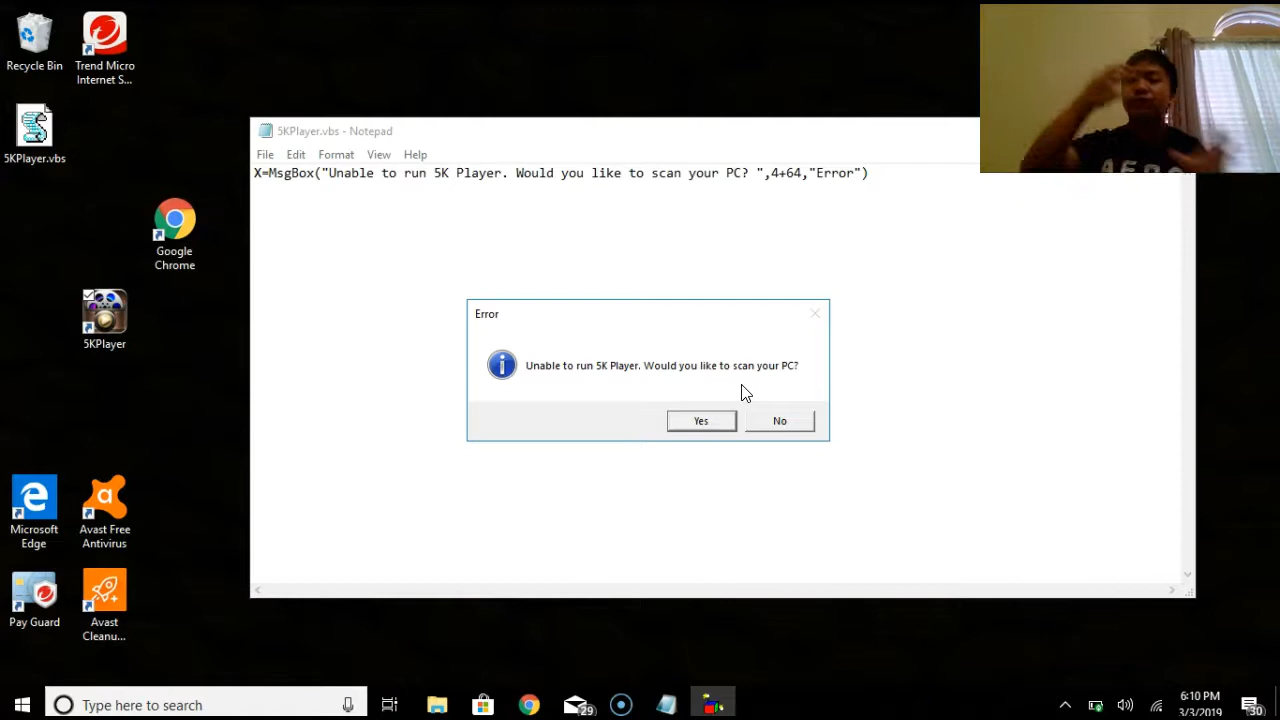 Recycle Bin
Trend Micro
Internet S...
5KPlayer.vbs
Google
Chrome
5KPlayer
Microsoft
Edge
Avast Free
Antivirus
Pay Guard
Avast
Cleanu...
5KPlayer.vbs - Notepad
File Edit Format View Help
X=MsgBox("Unable to run 5K Player. Would you like to scan your PC? ",4+64,"Error")
Error
Unable to run 5K Player. Would you like to scan your PC?
Yes No
Type here to search
29
6:10 PM
3/3/2019
30